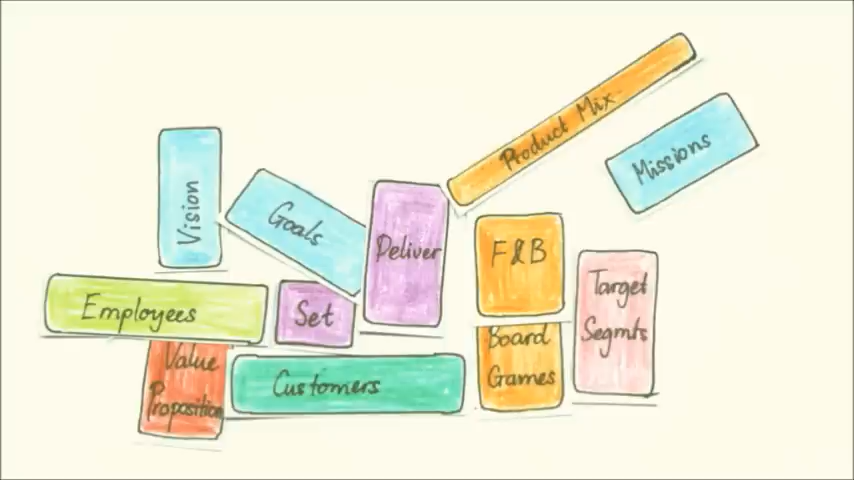 Product Mix
Missions
Vision
Goals
Deliver
F&B
Target
Segmts
Employees
Set
Board
Games
Value
Proposition
Customers